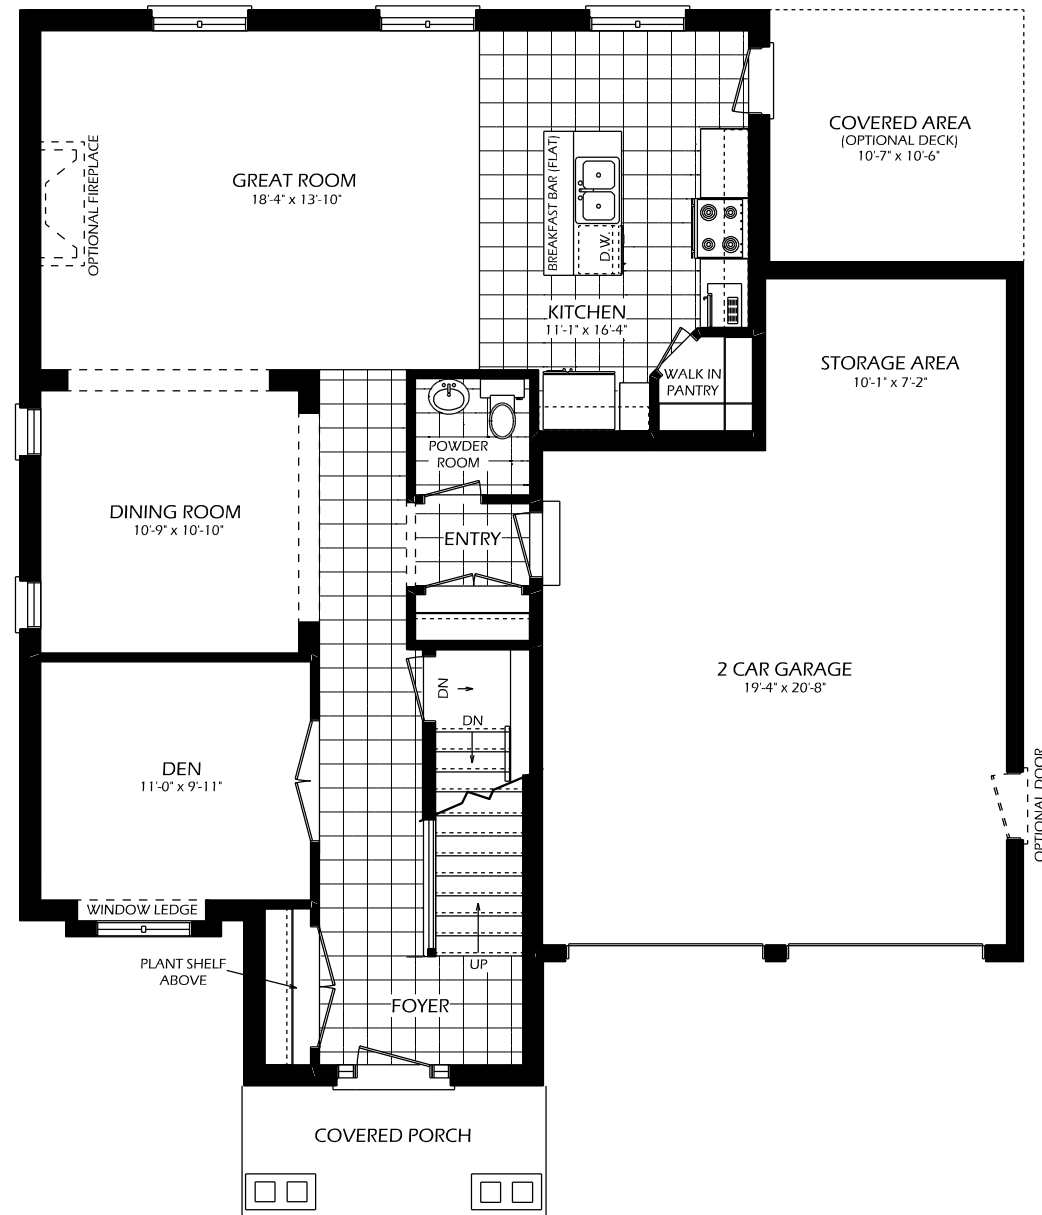 COVERED AREA
(OPTIONAL DECK)
10'-7" x 10'-6"
GREAT ROOM
18'-4" x 13'-10"
OPTIONAL FIREPLACE
BREAKFAST BAR (FLAT)
D.W.
KITCHEN
11'-1" x 16'-4"
WALK IN
PANTRY
STORAGE AREA
10'-1" x 7'-2"
POWDER
ROOM
DINING ROOM
10'-9" x 10'-10"
ENTRY
2 CAR GARAGE
19'-4" x 20'-8"
DN
DN
DEN
11'-0" x 9'-11"
OPTIONAL DOOR
WINDOW LEDGE
PLANT SHELF
ABOVE
UP
FOYER
COVERED PORCH